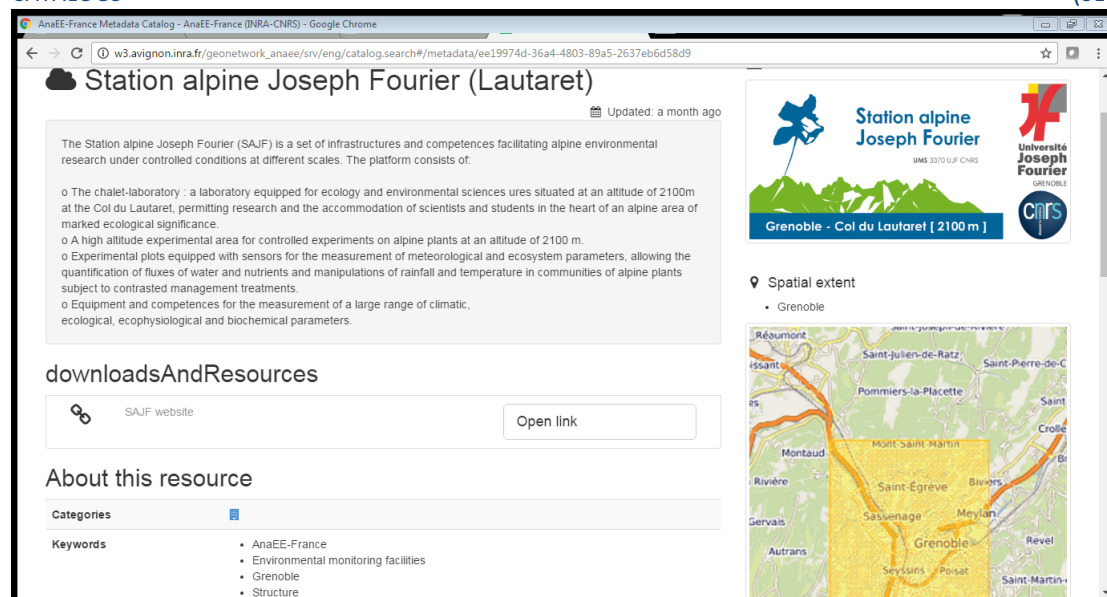 AnaEE-France Metadata Catalog - AnaEE-France (INRA-CNRS) - Google Chrome
w3.avignon.inra.fr/geonetwork_anaee/srv/eng/catalog.search#/metadata/ee19974d-36a4-4803-89a5-2637eb6d58d9
Station alpine Joseph Fourier (Lautaret)
Updated: a month ago
The Station alpine Joseph Fourier (SAJF) is a set of infrastructures and competences facilitating alpine environmental
research under controlled conditions at different scales. The platform consists of:
o The chalet-laboratory : a laboratory equipped for ecology and environmental sciences ures situated at an altitude of 2100m
at the Col du Lautaret, permitting research and the accommodation of scientists and students in the heart of an alpine area of
marked ecological significance.
o A high altitude experimental area for controlled experiments on alpine plants at an altitude of 2100 m.
o Experimental plots equipped with sensors for the measurement of meteorological and ecosystem parameters, allowing the
quantification of fluxes of water and nutrients and manipulations of rainfall and temperature in communities of alpine plants
subject to contrasted management treatments.
o Equipment and competences for the measurement of a large range of climatic,
ecological, ecophysiological and biochemical parameters.
downloadsAndResources
SAJF website
Open link
About this resource
Categories
Keywords
• AnaEE-France
• Environmental monitoring facilities
• Grenoble
• Structure
Station alpine
Joseph Fourier
UMS 3370 UJF CNRS
Grenoble - Col du Lautaret [ 2100 m ]
Université
Joseph
Fourier
GRENOBLE
cnrs
Spatial extent
• Grenoble
Réaumont
Saint-Julien-de-Ratz
Saint-Pierre-de-C
Pommiers-la-Placette
Saint
Crolle
Mont-Saint-Martin
Montaud
Rivière
Saint-Égrève
Biviers
Gervais
Sassenage
Meylan
Grenoble
Revel
Autrans
Seyssins
Poisat
Saint-Martin-